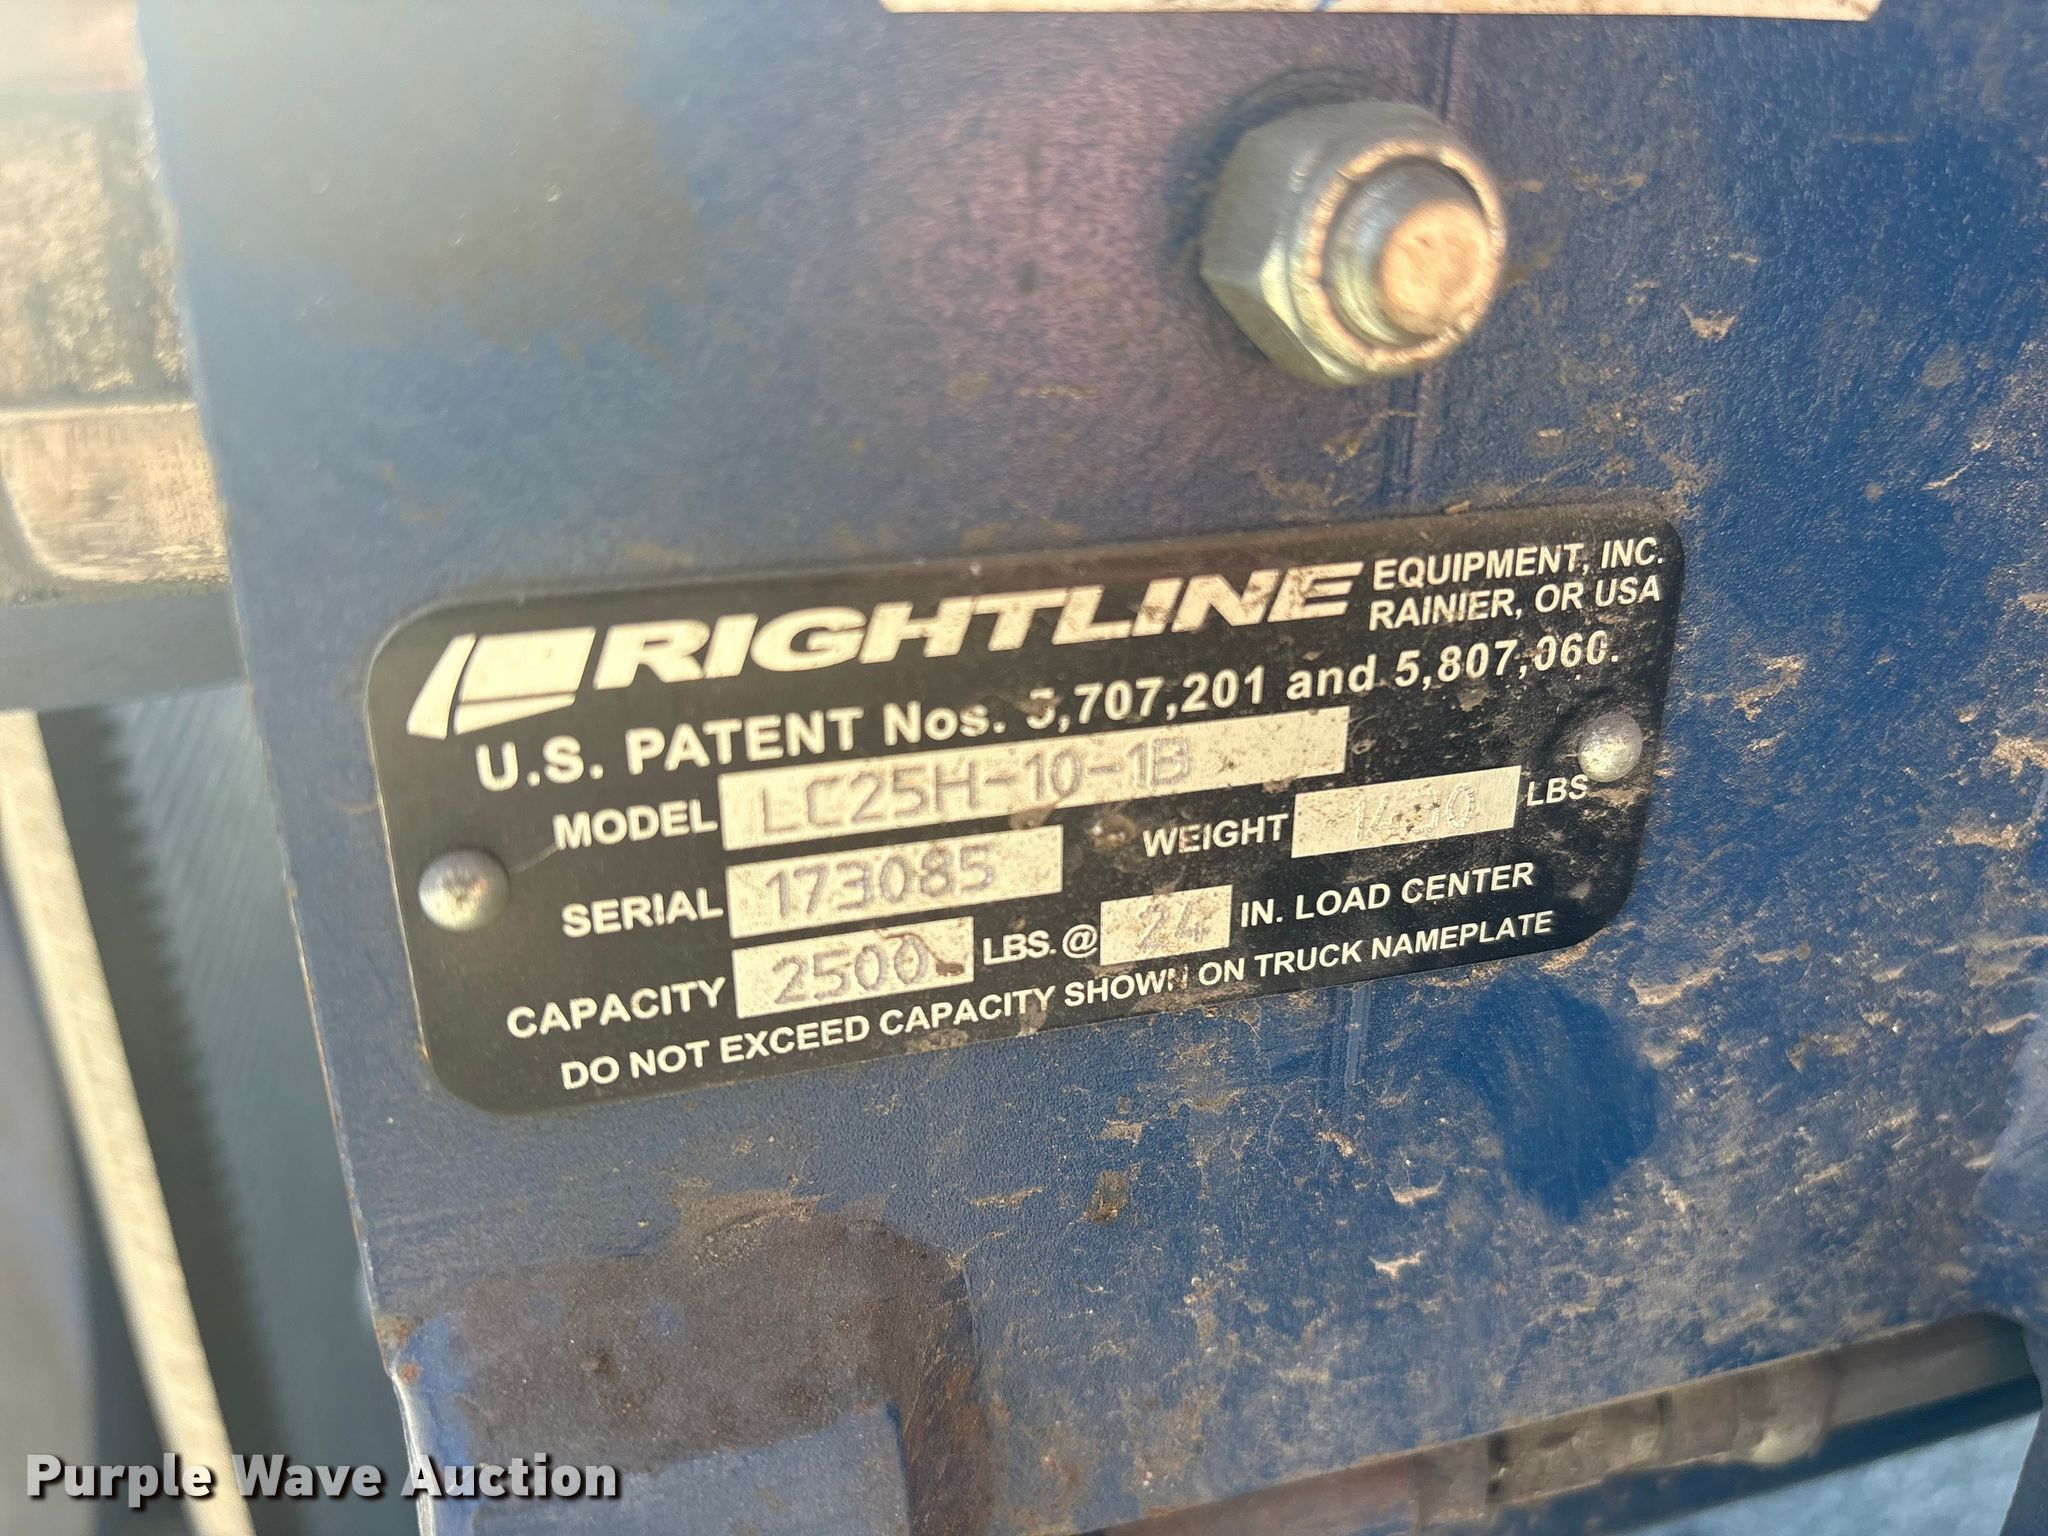 RIGHTLINE EQUIPMENT, INC.
RAINIER, OR USA
U.S. PATENT Nos. 5,707,201 and 5,807,060.
MODEL LC25H-10-1B
SERIAL 173085 WEIGHT LBS
CAPACITY 2500 LBS. @ 24 IN. LOAD CENTER
DO NOT EXCEED CAPACITY SHOWN ON TRUCK NAMEPLATE
Purple Wave Auction